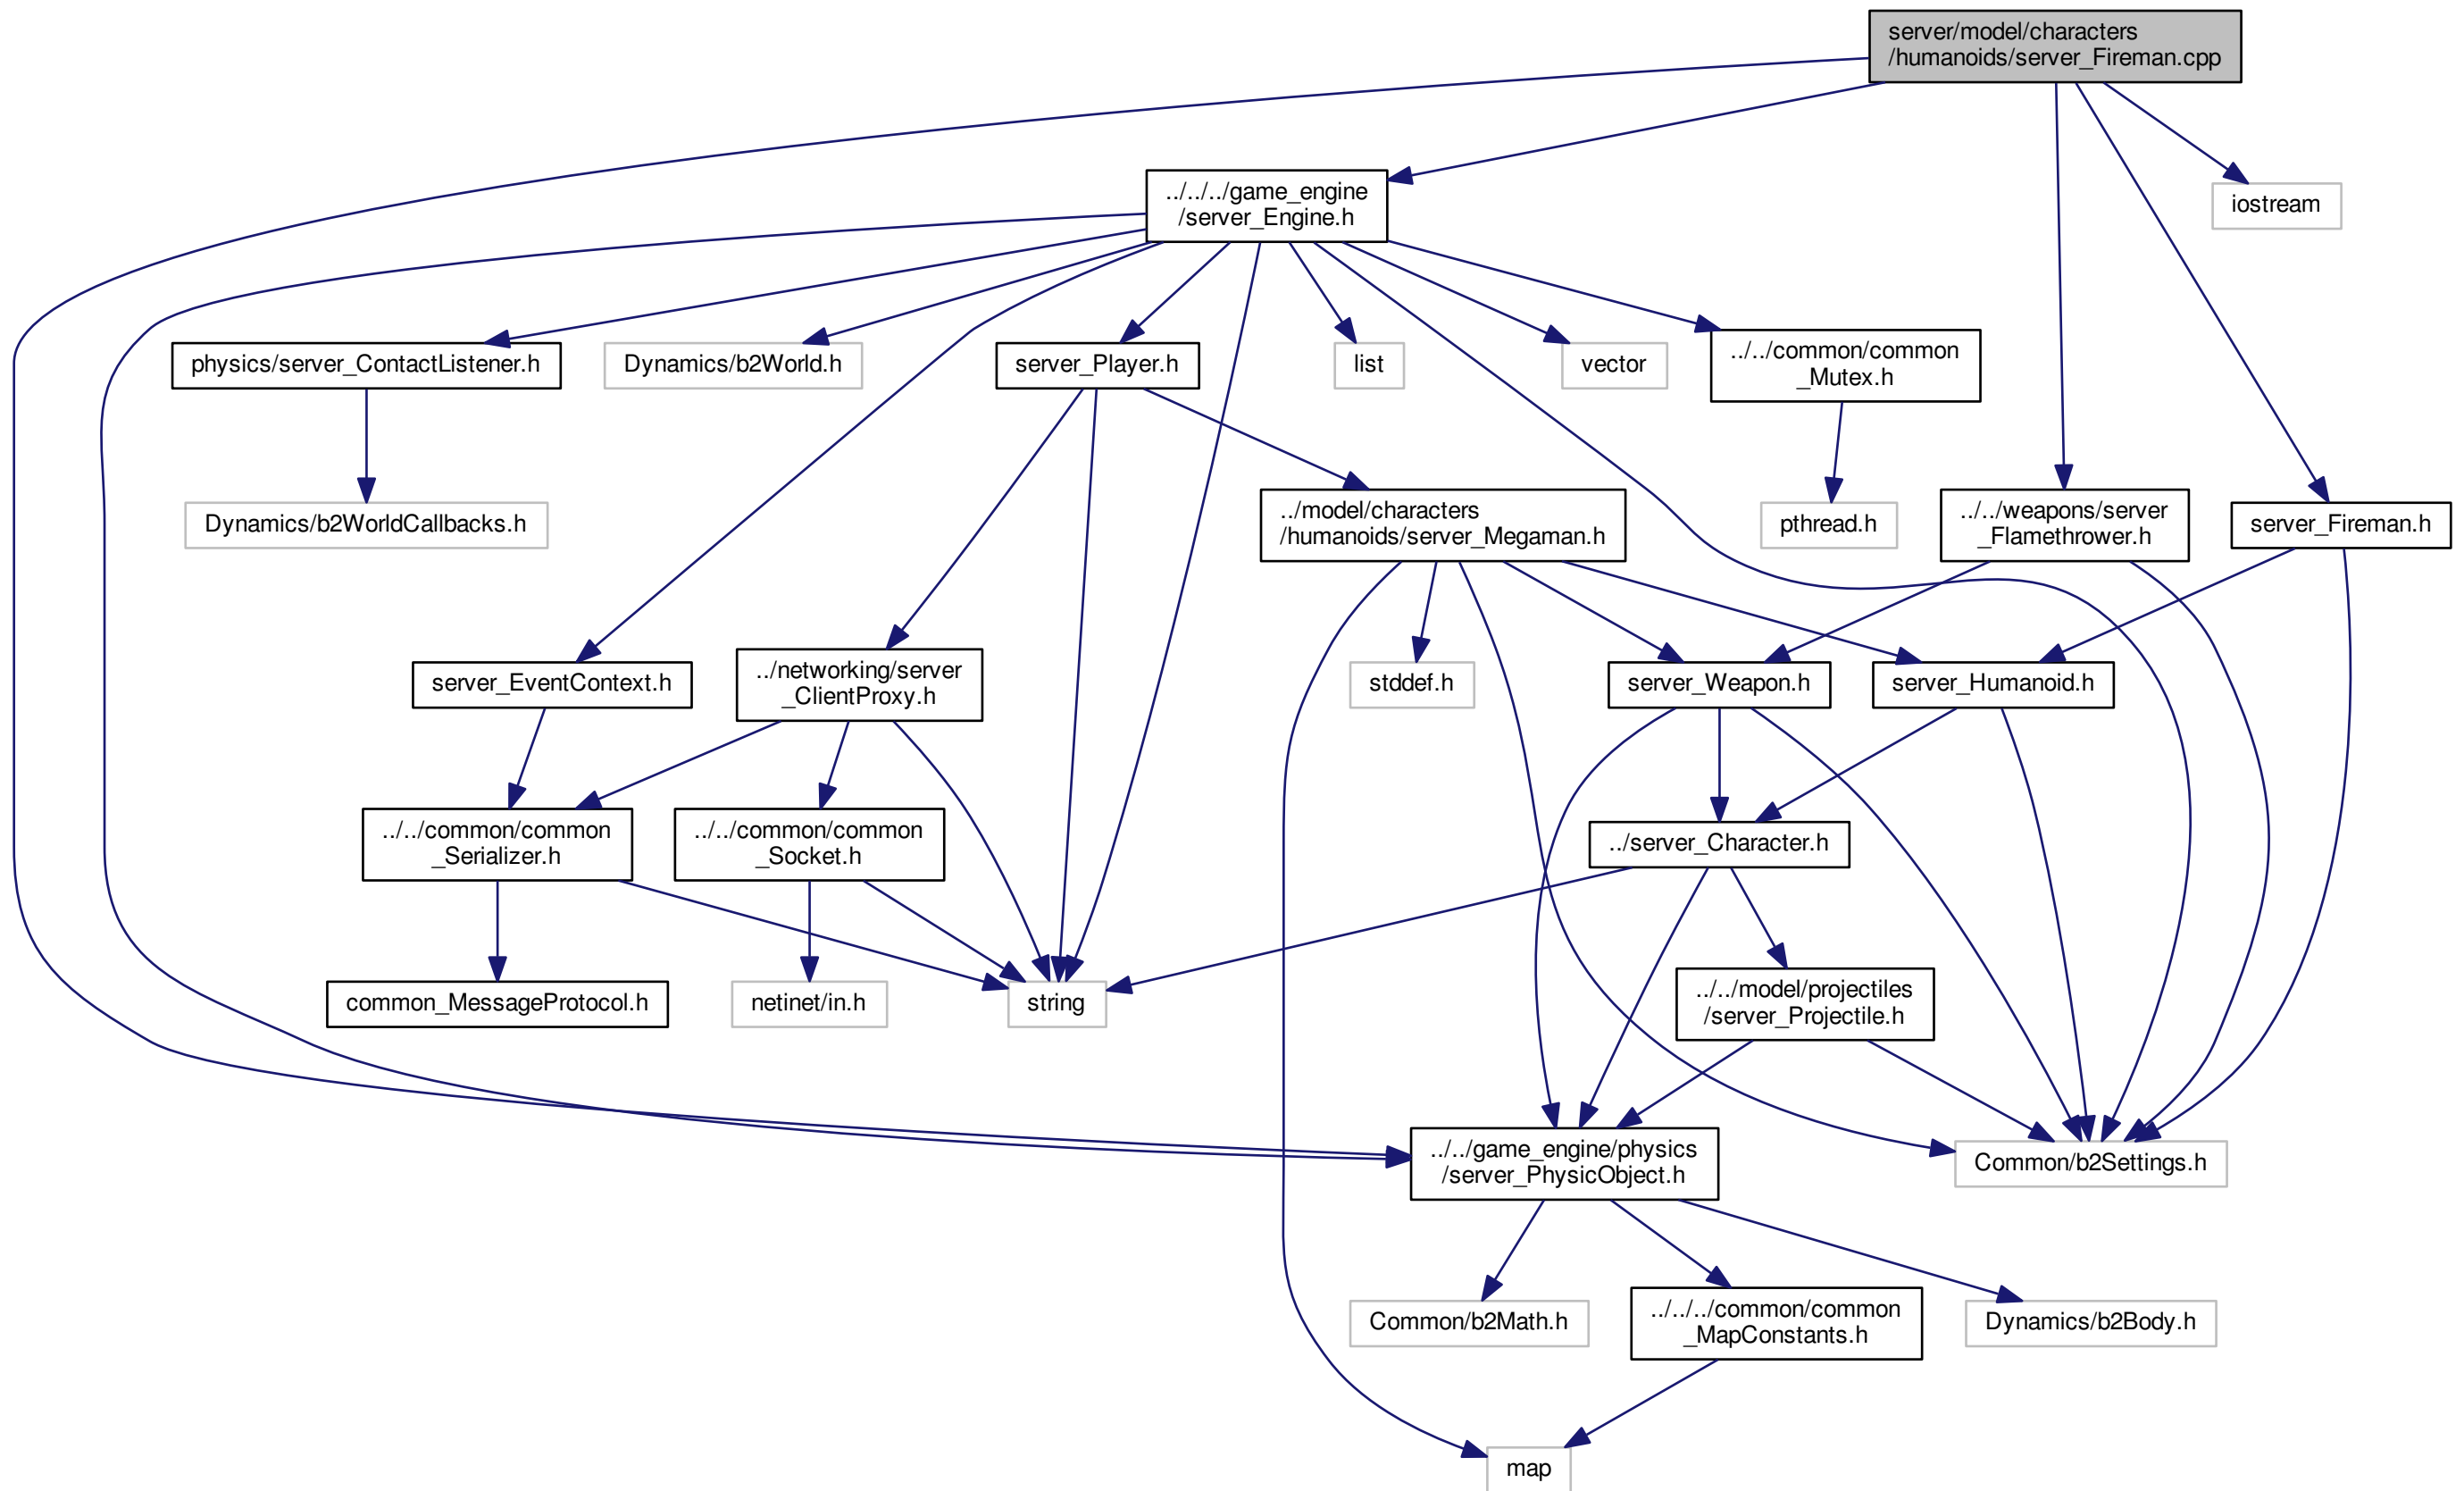 server/model/characters
/humanoids/server_Fireman.cpp
../../../game_engine
/server_Engine.h
iostream
physics/server_ContactListener.h
Dynamics/b2World.h
server_Player.h
list
vector
../../common/common
_Mutex.h
Dynamics/b2WorldCallbacks.h
../model/characters
/humanoids/server_Megaman.h
pthread.h
../../weapons/server
_Flamethrower.h
server_Fireman.h
server_EventContext.h
../networking/server
_ClientProxy.h
stddef.h
server_Weapon.h
server_Humanoid.h
../../common/common
_Serializer.h
../../common/common
_Socket.h
../server_Character.h
common_MessageProtocol.h
netinet/in.h
string
../../model/projectiles
/server_Projectile.h
../../game_engine/physics
/server_PhysicObject.h
Common/b2Settings.h
Common/b2Math.h
../../../common/common
_MapConstants.h
Dynamics/b2Body.h
map